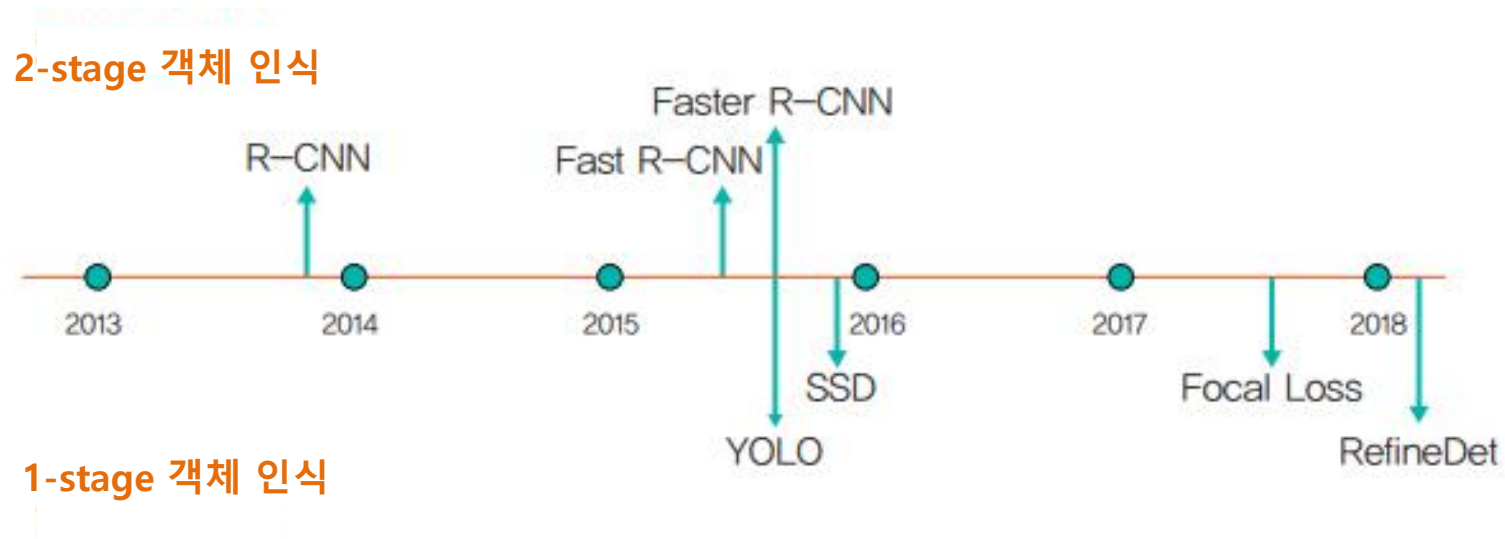 2-stage 객체 인식
Faster R-CNN
R-CNN
Fast R-CNN
2013
2014
2015
2016
2017
2018
SSD
Focal Loss
YOLO
RefineDet
1-stage 객체 인식